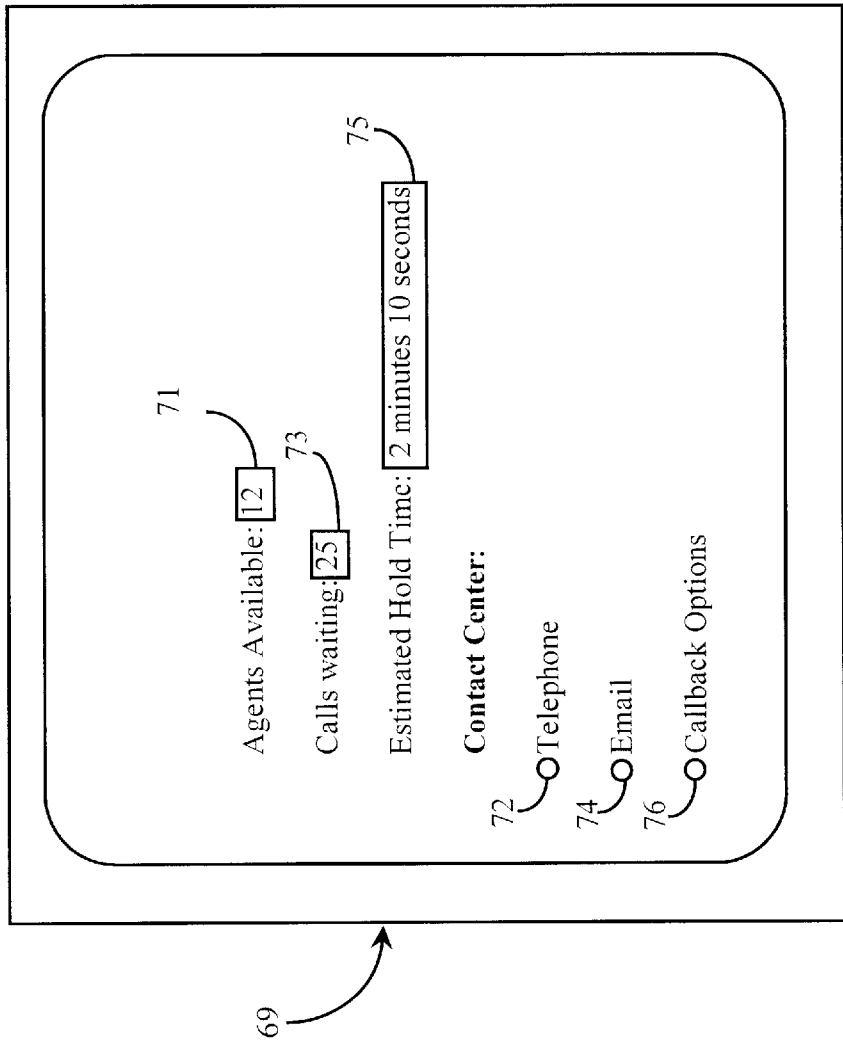 71
Agents Available: 12
73
Calls waiting: 25
75
Estimated Hold Time: 2 minutes 10 seconds
Contact Center:
72
Telephone
74
Email
76
Callback Options
69